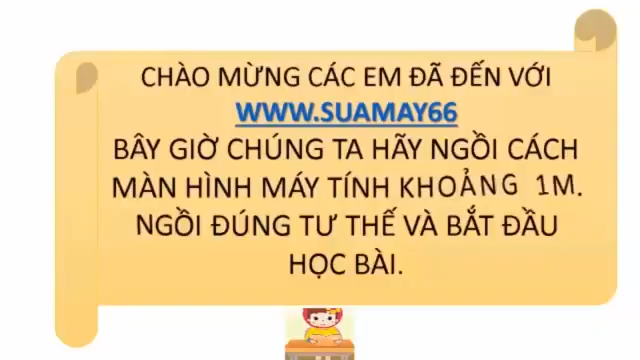 CHÀO MỪNG CÁC EM ĐÃ ĐẾN VỚI
WWW.SUAMAY66
BÂY GIỜ CHÚNG TA HÃY NGỒI CÁCH
MÀN HÌNH MÁY TÍNH KHOẢNG 1M.
NGỒI ĐÚNG TƯ THẾ VÀ BẮT ĐẦU
HỌC BÀI.